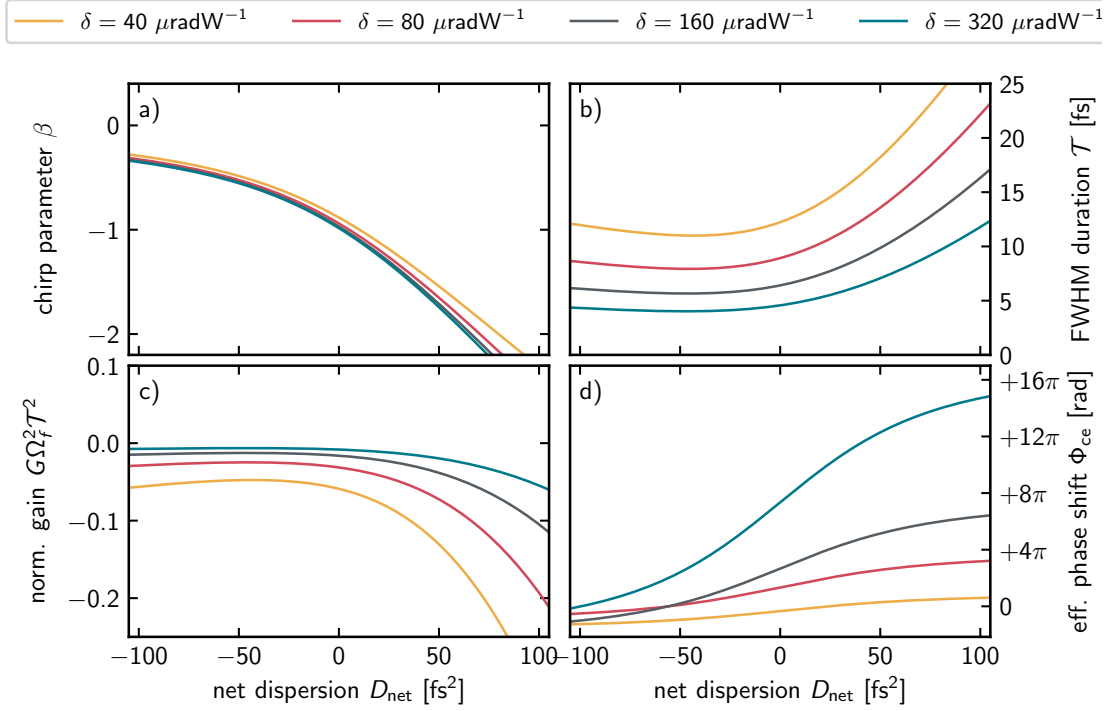 δ = 40 μradW⁻¹ δ = 80 μradW⁻¹ δ = 160 μradW⁻¹ δ = 320 μradW⁻¹
a)
0
−1
−2
chirp parameter β
b)
25
20
15
10
5
0
FWHM duration 𝒯 [fs]
c)
0.1
0.0
−0.1
−0.2
norm. gain GΩ_f²𝒯²
−100 −50 0 50 100
net dispersion D_net [fs²]
d)
+16π
+12π
+8π
+4π
0
eff. phase shift Φ_ce [rad]
−100 −50 0 50 100
net dispersion D_net [fs²]